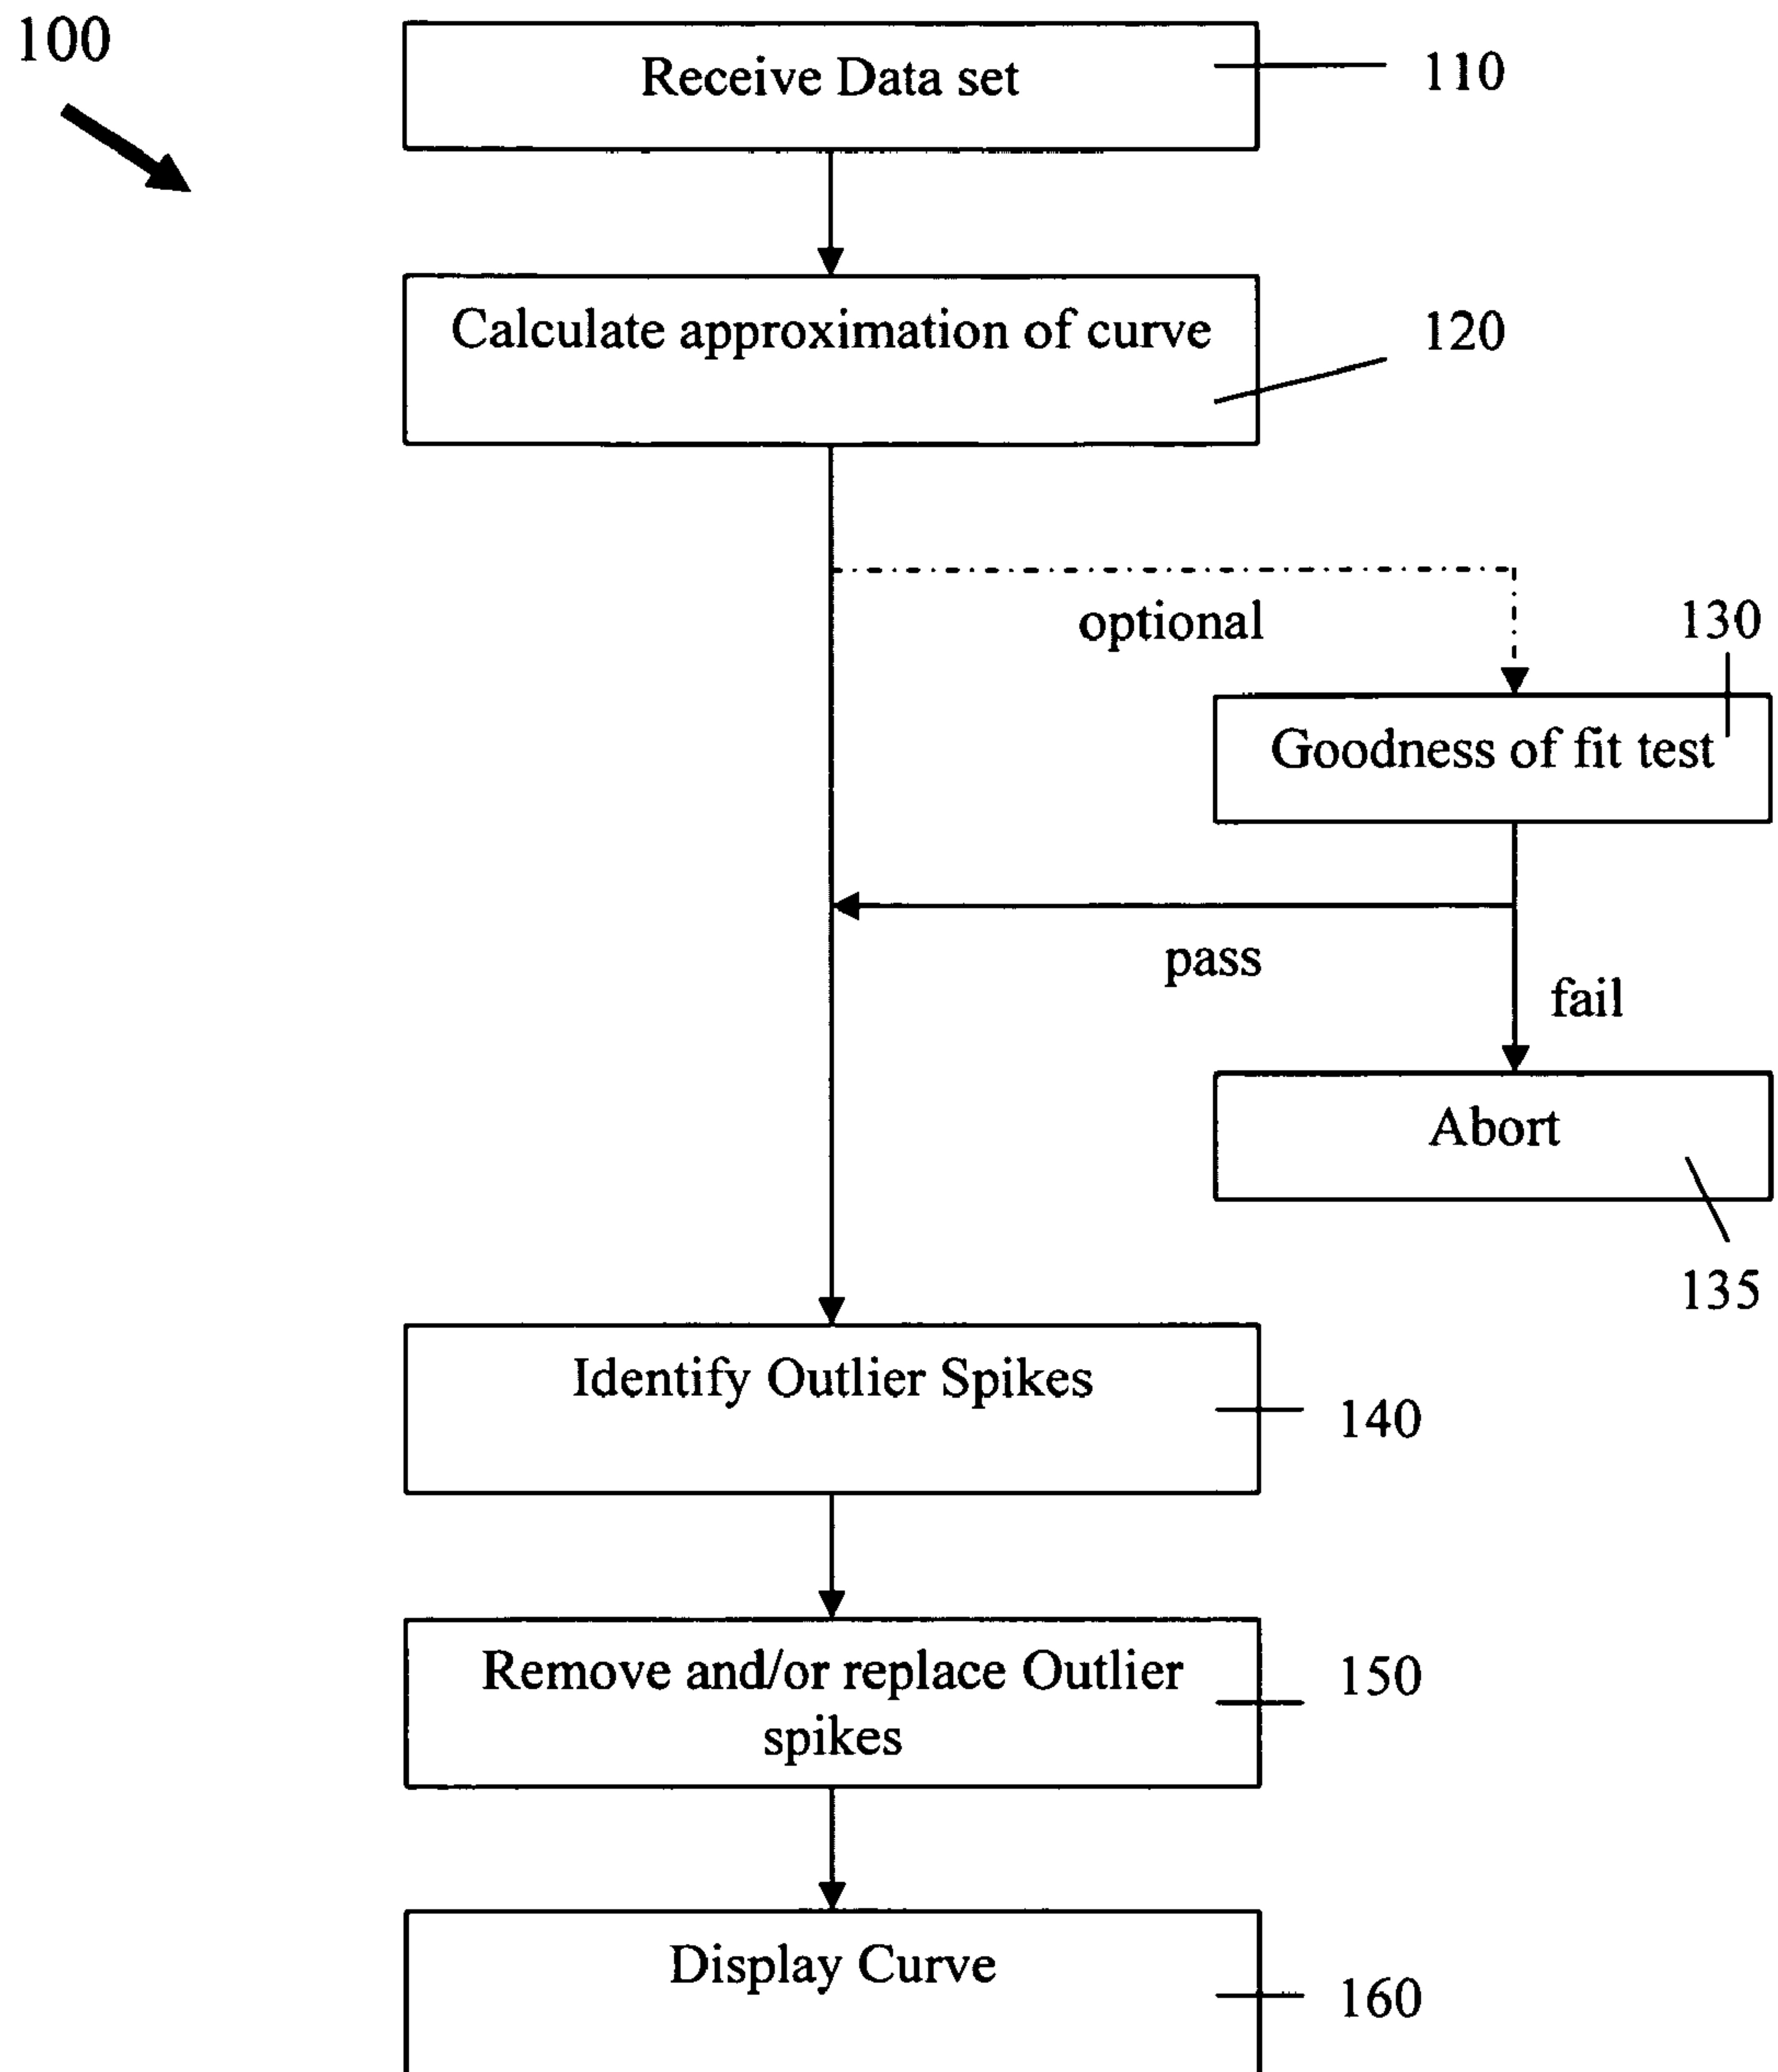 100
Receive Data set
110
Calculate approximation of curve
120
optional
130
Goodness of fit test
pass
fail
Abort
135
Identify Outlier Spikes
140
Remove and/or replace Outlier
spikes
150
Display Curve
160